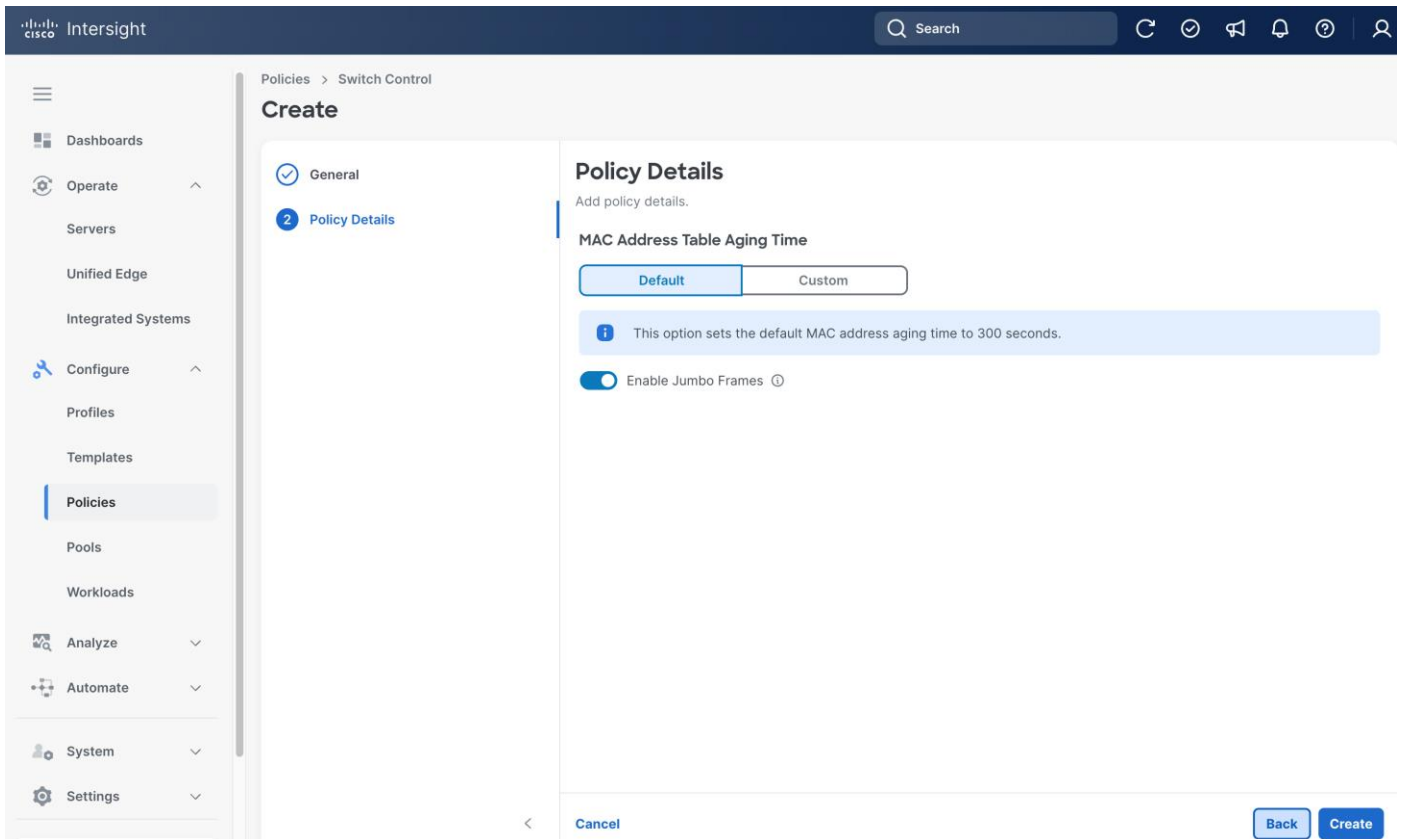 CISCO Intersight
Search
Dashboards
Operate
Servers
Unified Edge
Integrated Systems
Configure
Profiles
Templates
Policies
Pools
Workloads
Analyze
Automate
System
Settings
Policies > Switch Control
Create
General
2 Policy Details
Policy Details
Add policy details.
MAC Address Table Aging Time
Default Custom
This option sets the default MAC address aging time to 300 seconds.
Enable Jumbo Frames
Cancel
Back Create